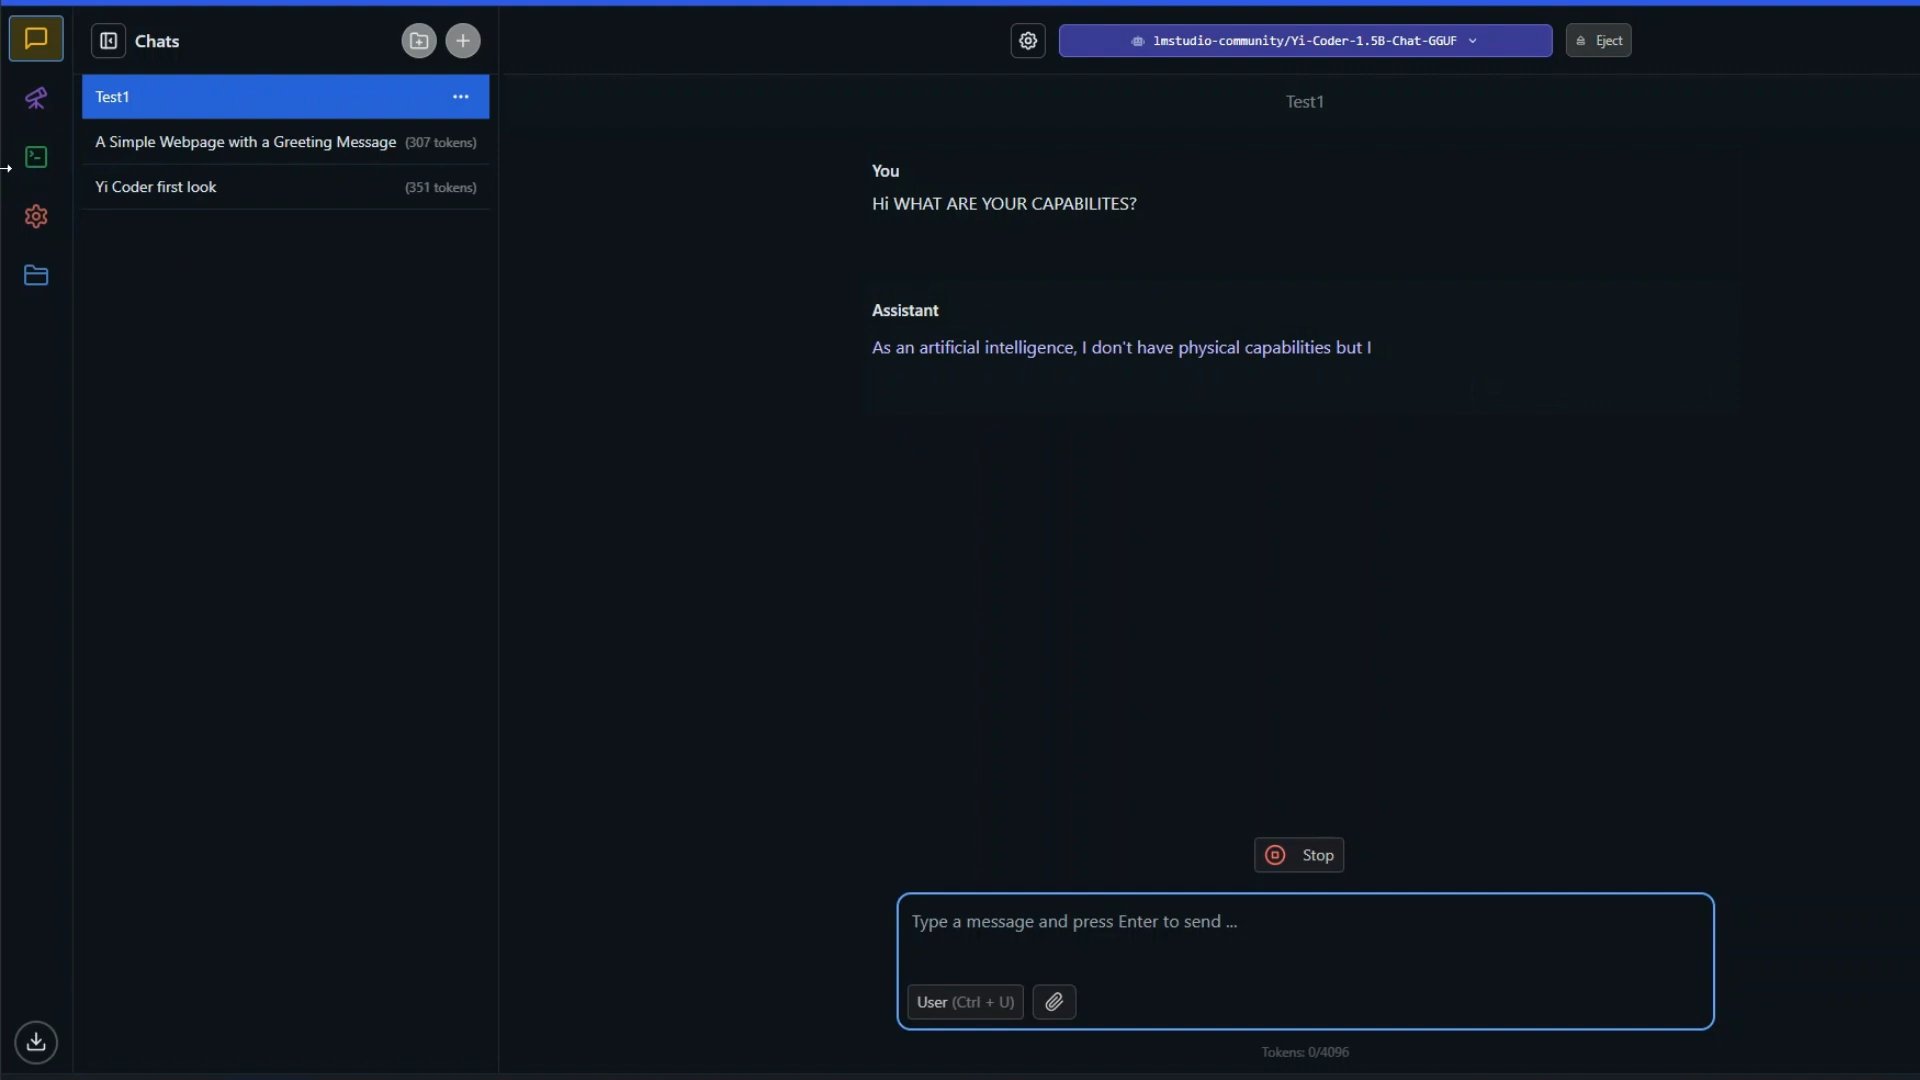 Chats
lmstudio-community/Yi-Coder-1.5B-Chat-GGUF
Eject
Test1
A Simple Webpage with a Greeting Message (307 tokens)
Yi Coder first look (351 tokens)
Test1
You
Hi WHAT ARE YOUR CAPABILITES?
Assistant
As an artificial intelligence, I don't have physical capabilities but I
Stop
Type a message and press Enter to send ...
User (Ctrl + U)
Tokens: 0/4096